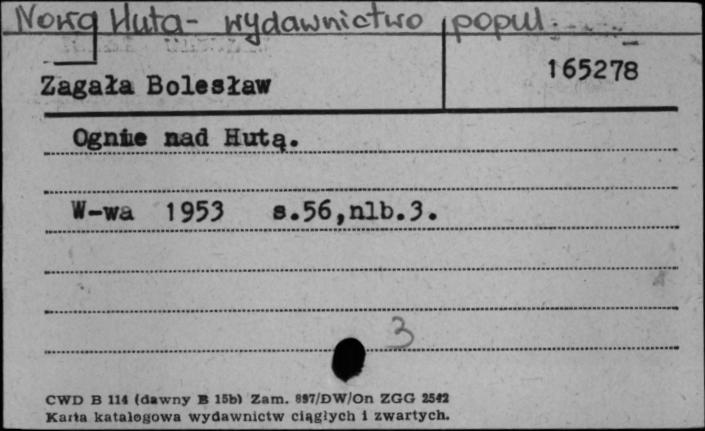 Nową Huta - wydawnictwo popul.
165278
Zagała Bolesław
Ognie nad Hutą.
W-wa 1953 s.56,nlb.3.
3
CWD B 114 (dawny B 15b) Zam. 897/DW/On ZGG 2542
Karta katalogowa wydawnictw ciągłych i zwartych.